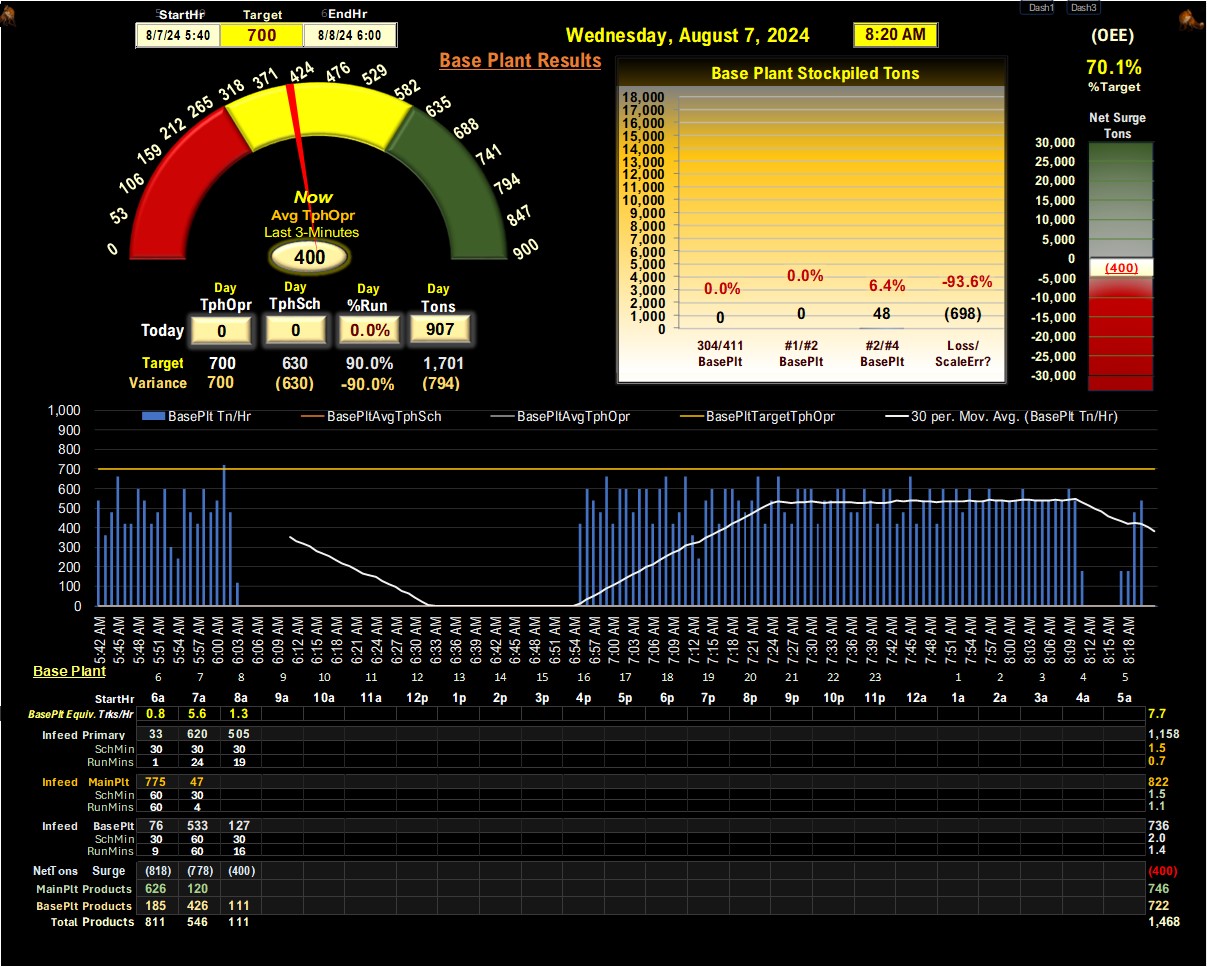 StartHr Target EndHr Dash1 Dash3
8/7/24 5:40 700 8/8/24 6:00
Wednesday, August 7, 2024 8:20 AM (OEE)
Base Plant Results
70.1%
%Target
Base Plant Stockpiled Tons
Net Surge
Tons
0 53 106 159 212 265 318 371 424 476 529 582 635 688 741 794 847 900
Now
Avg TphOpr
Last 3-Minutes
400
18,000
17,000
16,000
15,000
14,000
13,000
12,000
11,000
10,000
9,000
8,000
7,000
6,000
5,000
4,000
3,000
2,000
1,000
0
0.0% 0.0% 6.4% -93.6%
0 0 48 (698)
304/411 #1/#2 #2/#4 Loss/
BasePlt BasePlt BasePlt ScaleErr?
30,000
25,000
20,000
15,000
10,000
5,000
0
(400)
-5,000
-10,000
-15,000
-20,000
-25,000
-30,000
Day Day Day Day
TphOpr TphSch %Run Tons
Today 0 0 0.0% 907
Target 700 630 90.0% 1,701
Variance 700 (630) -90.0% (794)
BasePlt Tn/Hr BasePltAvgTphSch BasePltAvgTphOpr BasePltTargetTphOpr 30 per. Mov. Avg. (BasePlt Tn/Hr)
1,000
900
800
700
600
500
400
300
200
100
0
5:42 AM 5:45 AM 5:48 AM 5:51 AM 5:54 AM 5:57 AM 6:00 AM 6:03 AM 6:06 AM 6:09 AM 6:12 AM 6:15 AM 6:18 AM 6:21 AM 6:24 AM 6:27 AM 6:30 AM 6:33 AM 6:36 AM 6:39 AM 6:42 AM 6:45 AM 6:48 AM 6:51 AM 6:54 AM 6:57 AM 7:00 AM 7:03 AM 7:06 AM 7:09 AM 7:12 AM 7:15 AM 7:18 AM 7:21 AM 7:24 AM 7:27 AM 7:30 AM 7:33 AM 7:36 AM 7:39 AM 7:42 AM 7:45 AM 7:48 AM 7:51 AM 7:54 AM 7:57 AM 8:00 AM 8:03 AM 8:06 AM 8:09 AM 8:12 AM 8:15 AM 8:18 AM
Base Plant
6 7 8 9 10 11 12 13 14 15 16 17 18 19 20 21 22 23 1 2 3 4 5
StartHr 6a 7a 8a 9a 10a 11a 12p 1p 2p 3p 4p 5p 6p 7p 8p 9p 10p 11p 12a 1a 2a 3a 4a 5a
BasePlt Equiv. Trks/Hr 0.8 5.6 1.3 7.7
Infeed Primary 33 620 505 1,158
SchMin 30 30 30 1.5
RunMins 1 24 19 0.7
Infeed MainPlt 775 47 822
SchMin 60 30 1.5
RunMins 60 4 1.1
Infeed BasePlt 76 533 127 736
SchMin 30 60 30 2.0
RunMins 9 60 16 1.4
NetTons Surge (818) (778) (400) (400)
MainPlt Products 626 120 746
BasePlt Products 185 426 111 722
Total Products 811 546 111 1,468